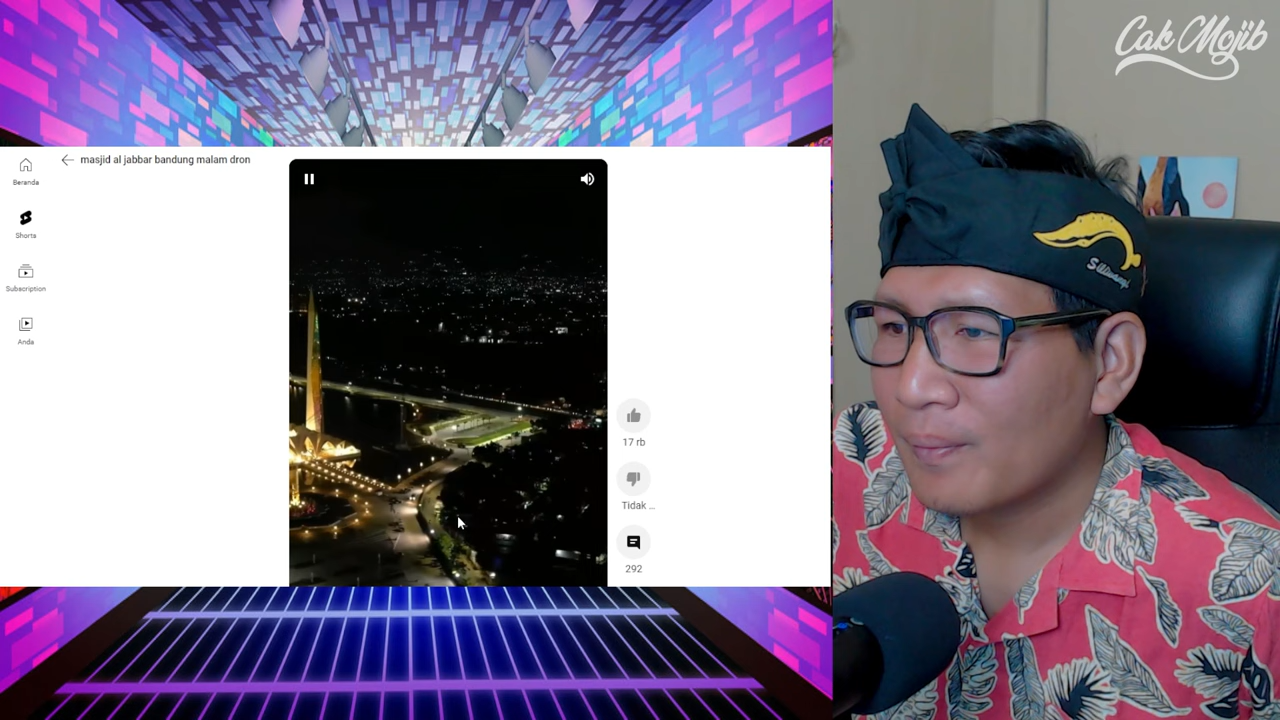 Cak Mojib
masjid al jabbar bandung malam dron
Beranda
Shorts
Subscription
Anda
17 rb
Tidak ...
292